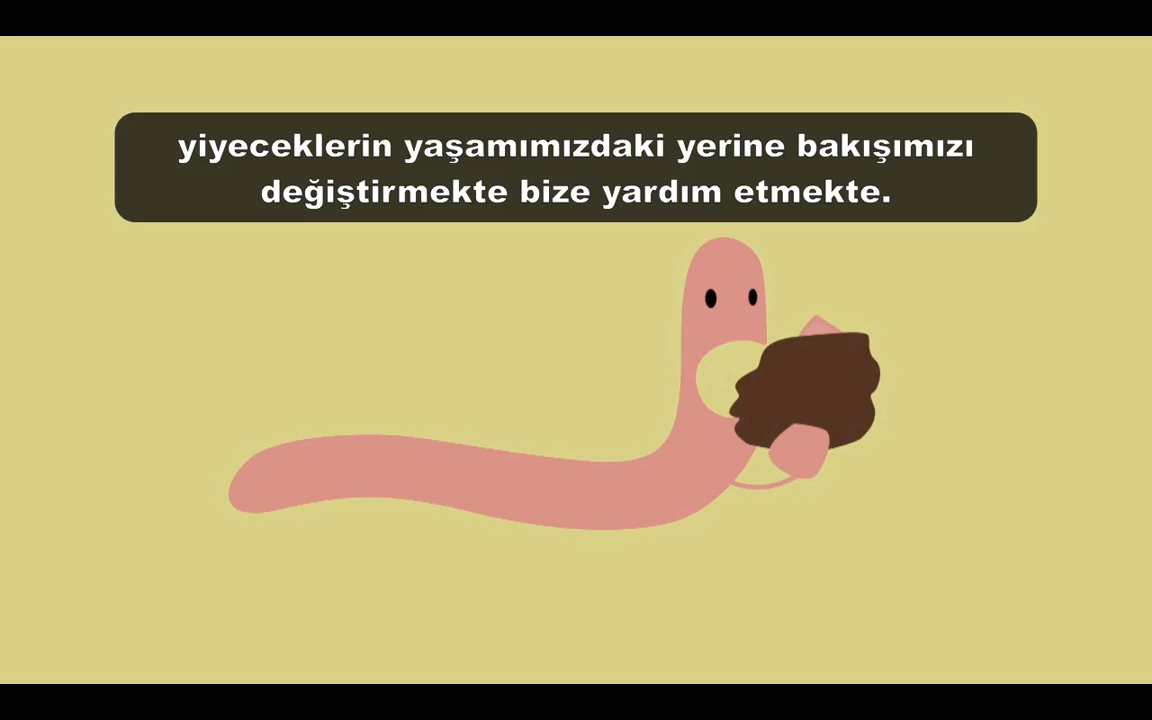 yiyeceklerin yaşamımızdaki yerine bakışımızı
değiştirmekte bize yardım etmekte.